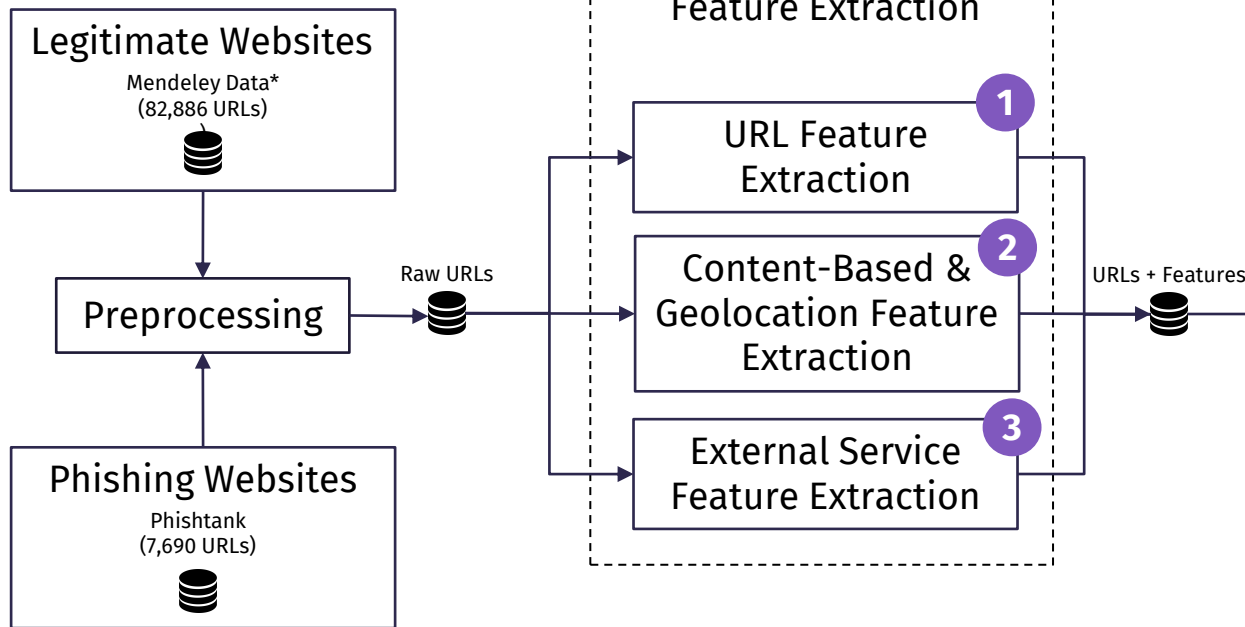 Legitimate Websites
Mendeley Data*
(82,886 URLs)
Preprocessing
Phishing Websites
Phishtank
(7,690 URLs)
Raw URLs
Feature Extraction
1
URL Feature
Extraction
2
Content-Based &
Geolocation Feature
Extraction
3
External Service
Feature Extraction
URLs + Features